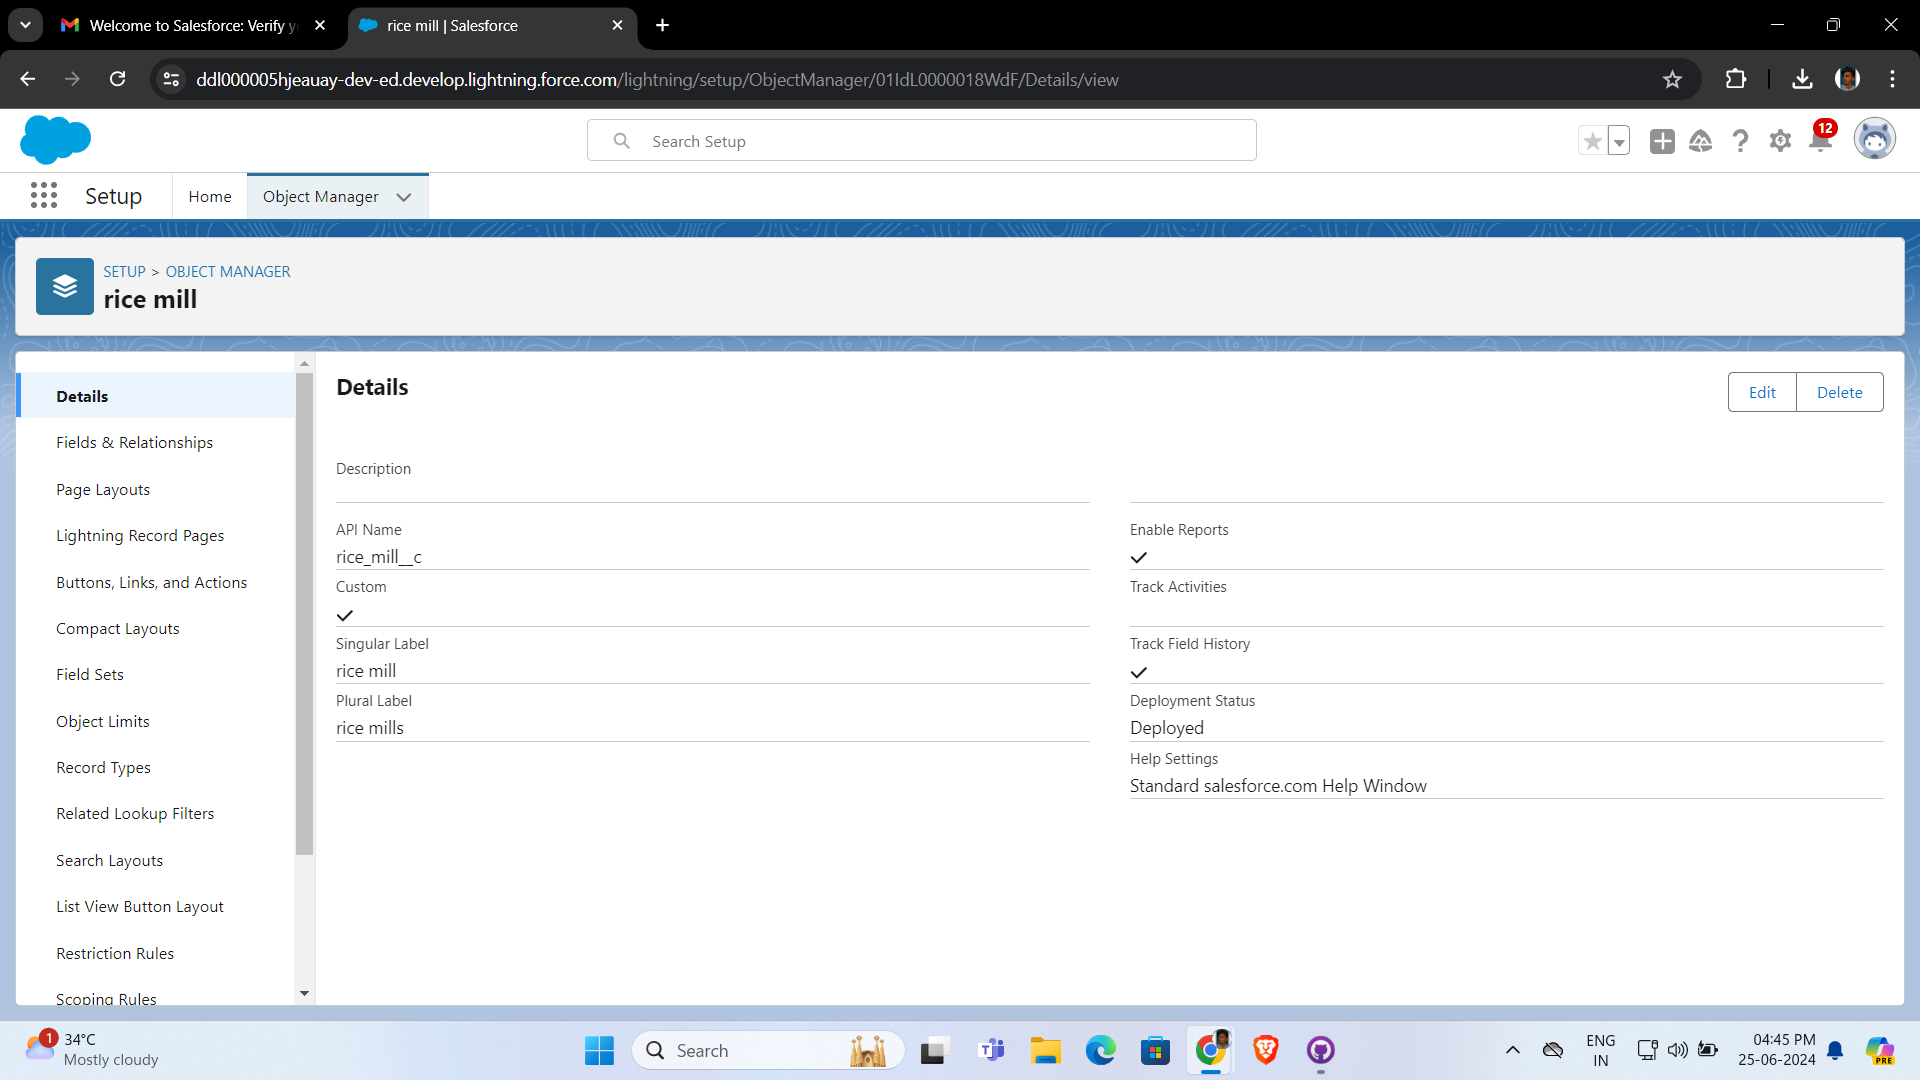 Welcome to Salesforce: Verify y
rice mill | Salesforce
ddl000005hjeauay-dev-ed.develop.lightning.force.com/lightning/setup/ObjectManager/01IdL0000018WdF/Details/view
Search Setup
12
Setup
Home
Object Manager
SETUP > OBJECT MANAGER
rice mill
Details
Fields & Relationships
Page Layouts
Lightning Record Pages
Buttons, Links, and Actions
Compact Layouts
Field Sets
Object Limits
Record Types
Related Lookup Filters
Search Layouts
List View Button Layout
Restriction Rules
Scoping Rules
Details
Edit
Delete
Description
API Name
rice_mill__c
Custom
Singular Label
rice mill
Plural Label
rice mills
Enable Reports
Track Activities
Track Field History
Deployment Status
Deployed
Help Settings
Standard salesforce.com Help Window
1
34°C
Mostly cloudy
Search
ENG
IN
04:45 PM
25-06-2024
PRE